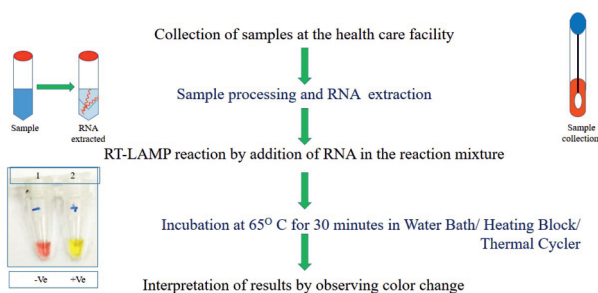 Collection of samples at the health care facility
Sample processing and RNA extraction
Sample
RNA
extracted
Sample
collection
RT-LAMP reaction by addition of RNA in the reaction mixture
1 2
- +
-Ve +Ve
Incubation at 65⁰ C for 30 minutes in Water Bath/ Heating Block/
Thermal Cycler
Interpretation of results by observing color change